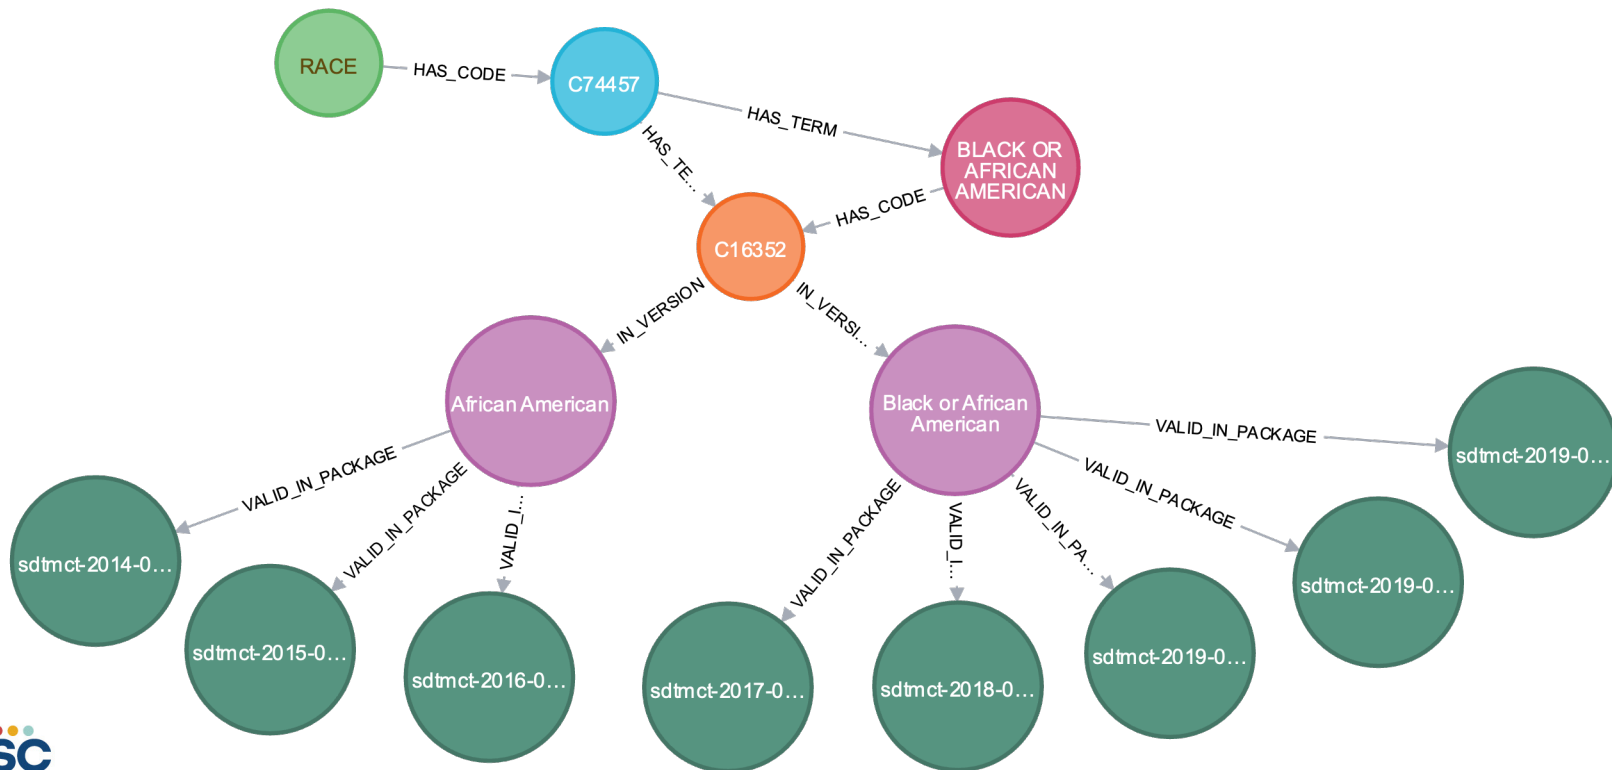 RACE
HAS_CODE
C74457
HAS_TERM
HAS_TE...
BLACK OR
AFRICAN
AMERICAN
HAS_CODE
C16352
IN_VERSION
IN_VERSI...
African American
Black or African
American
VALID_IN_PACKAGE
VALID_IN_PACKAGE
VALID_I...
VALID_IN_PACKAGE
VALID_I...
VALID_IN_PA...
VALID_IN_PACKAGE
VALID_IN_PACKAGE
sdtmct-2014-0...
sdtmct-2015-0...
sdtmct-2016-0...
sdtmct-2017-0...
sdtmct-2018-0...
sdtmct-2019-0...
sdtmct-2019-0...
sdtmct-2019-0...
SC